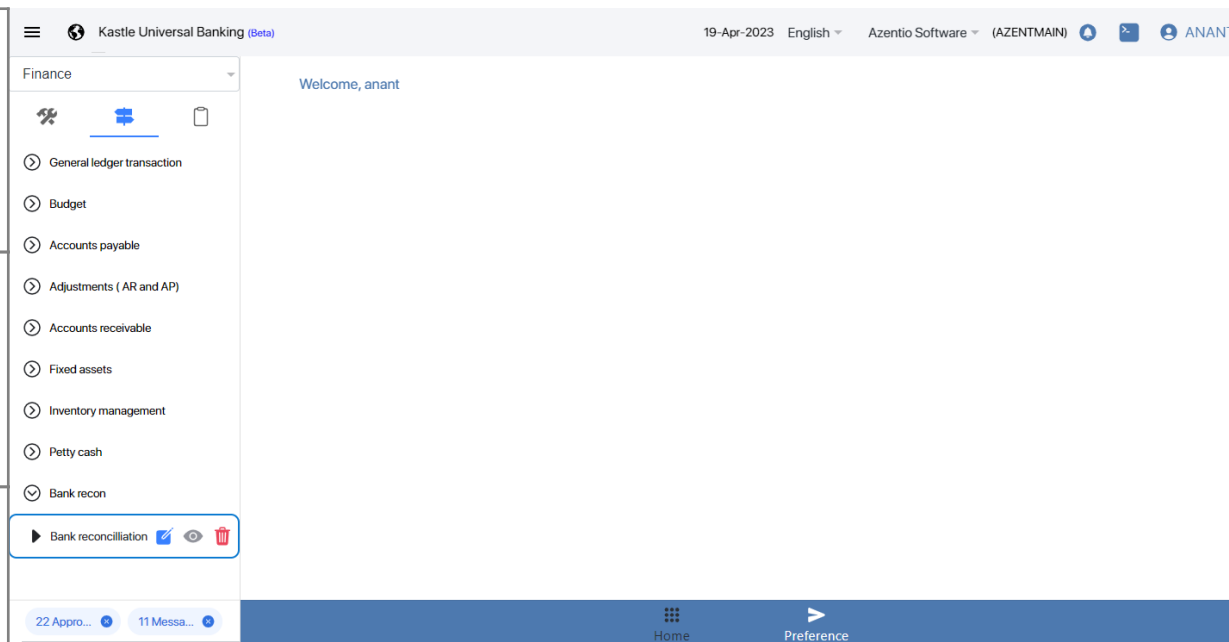 Kastle Universal Banking (Beta)
19-Apr-2023 English Azentio Software (AZENTMAIN) ANANT
Finance
Welcome, anant
General ledger transaction
Budget
Accounts payable
Adjustments ( AR and AP)
Accounts receivable
Fixed assets
Inventory management
Petty cash
Bank recon
Bank reconcilliation
22 Appro... 11 Messa...
Home Preference